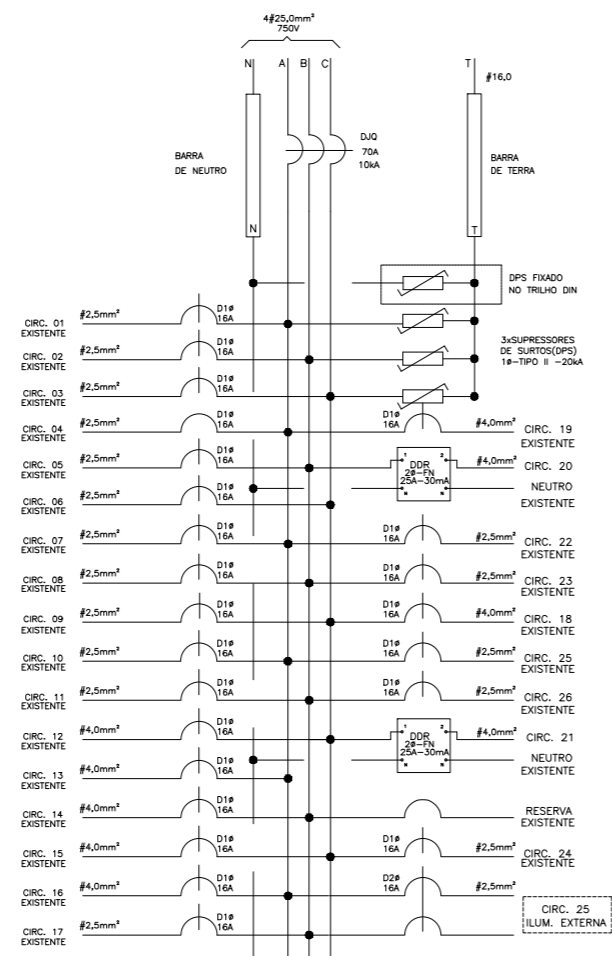 4#25,0mm²
750V
N A B C T
#16,0
DJQ
70A
10kA
BARRA
DE NEUTRO
BARRA
DE TERRA
N
T
DPS FIXADO
NO TRILHO DIN
3xSUPRESSORES
DE SURTOS(DPS)
1ø-TIPO II -20kA
CIRC. 01
EXISTENTE
#2,5mm²
D1ø
16A
CIRC. 02
EXISTENTE
#2,5mm²
D1ø
16A
CIRC. 03
EXISTENTE
#2,5mm²
D1ø
16A
CIRC. 04
EXISTENTE
#2,5mm²
D1ø
16A
D1ø
16A
#4,0mm²
CIRC. 19
EXISTENTE
CIRC. 05
EXISTENTE
#2,5mm²
D1ø
16A
1 2
DDR
2ø-FN
25A-30mA
N N
#4,0mm²
CIRC. 20
NEUTRO
EXISTENTE
CIRC. 06
EXISTENTE
#2,5mm²
D1ø
16A
CIRC. 07
EXISTENTE
#2,5mm²
D1ø
16A
D1ø
16A
#2,5mm²
CIRC. 22
EXISTENTE
CIRC. 08
EXISTENTE
#2,5mm²
D1ø
16A
D1ø
16A
#2,5mm²
CIRC. 23
EXISTENTE
CIRC. 09
EXISTENTE
#2,5mm²
D1ø
16A
D1ø
16A
#4,0mm²
CIRC. 18
EXISTENTE
CIRC. 10
EXISTENTE
#2,5mm²
D1ø
16A
D1ø
16A
#2,5mm²
CIRC. 25
EXISTENTE
CIRC. 11
EXISTENTE
#2,5mm²
D1ø
16A
D1ø
16A
#2,5mm²
CIRC. 26
EXISTENTE
CIRC. 12
EXISTENTE
#4,0mm²
D1ø
16A
1 2
DDR
2ø-FN
25A-30mA
N N
#4,0mm²
CIRC. 21
NEUTRO
EXISTENTE
CIRC. 13
EXISTENTE
#4,0mm²
D1ø
16A
CIRC. 14
EXISTENTE
#4,0mm²
D1ø
16A
RESERVA
EXISTENTE
CIRC. 15
EXISTENTE
#4,0mm²
D1ø
16A
D1ø
16A
#2,5mm²
CIRC. 24
EXISTENTE
CIRC. 16
EXISTENTE
#4,0mm²
D1ø
16A
D2ø
16A
#2,5mm²
CIRC. 25
ILUM. EXTERNA
CIRC. 17
EXISTENTE
#2,5mm²
D1ø
16A